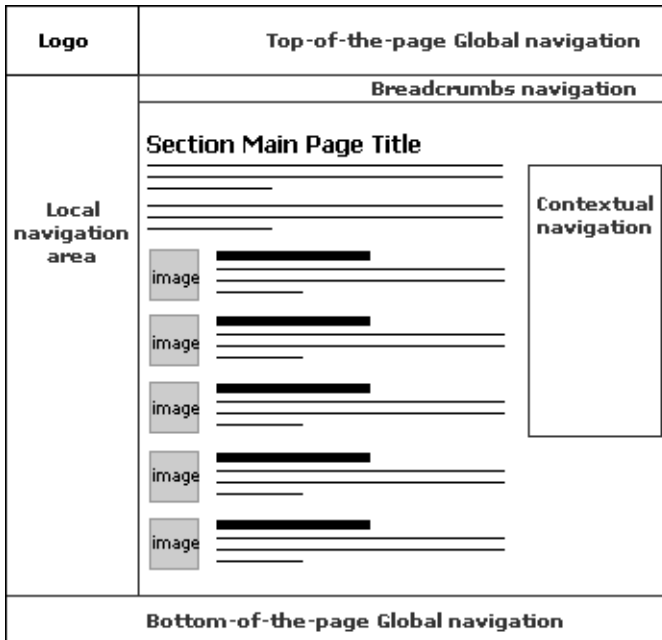 Logo
Top-of-the-page Global navigation
Breadcrumbs navigation
Local
navigation
area
Section Main Page Title
Contextual
navigation
image
image
image
image
image
Bottom-of-the-page Global navigation